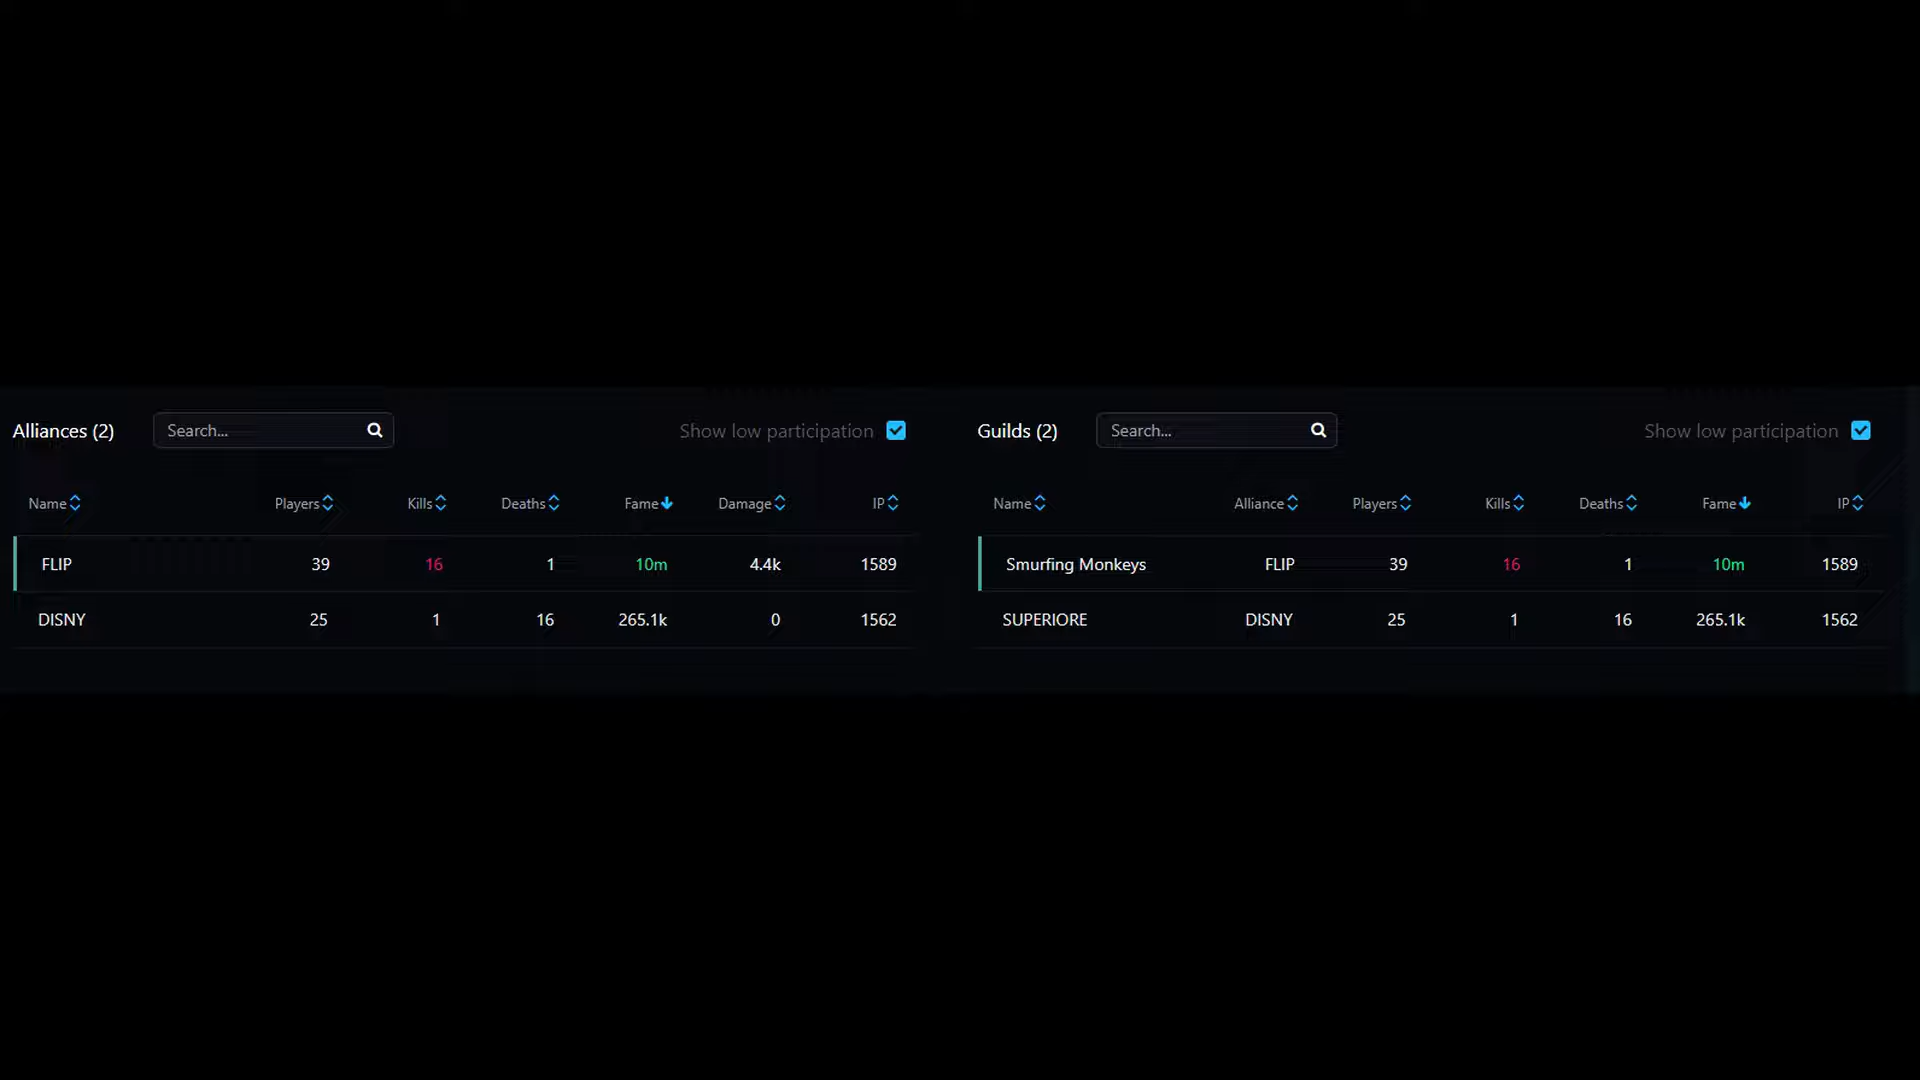 Alliances (2) Search... Show low participation
Name Players Kills Deaths Fame Damage IP
FLIP 39 16 1 10m 4.4k 1589
DISNY 25 1 16 265.1k 0 1562
Guilds (2) Search... Show low participation
Name Alliance Players Kills Deaths Fame IP
Smurfing Monkeys FLIP 39 16 1 10m 1589
SUPERIORE DISNY 25 1 16 265.1k 1562